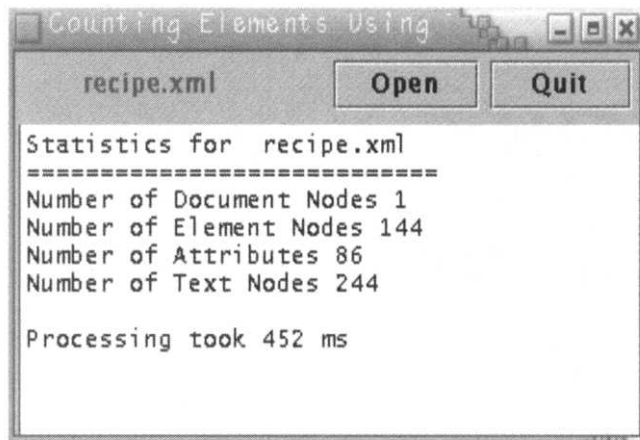 Counting Elements Using
recipe.xml Open Quit
Statistics for recipe.xml
============================
Number of Document Nodes 1
Number of Element Nodes 144
Number of Attributes 86
Number of Text Nodes 244
Processing took 452 ms